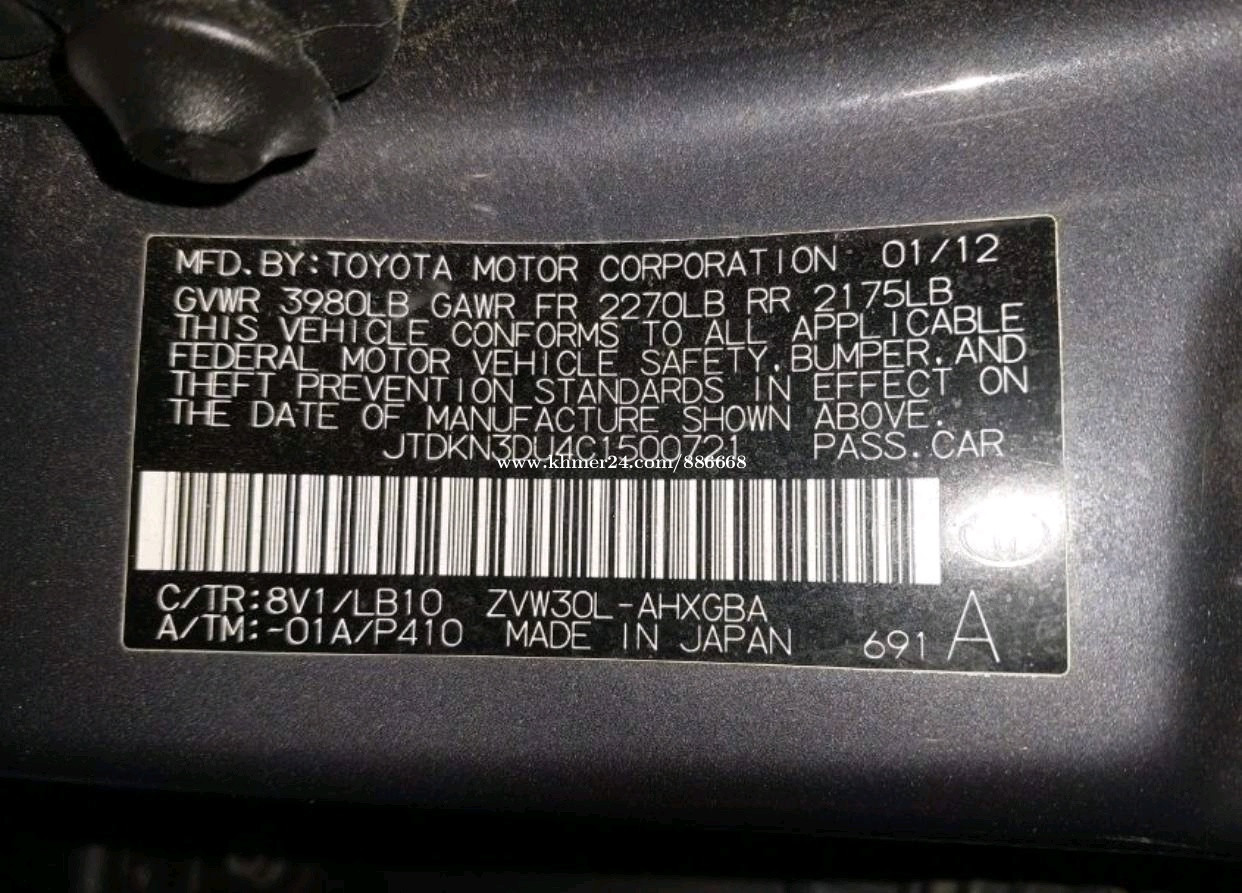 MFD.BY:TOYOTA MOTOR CORPORATION 01/12
GVWR 3980LB GAWR FR 2270LB RR 2175LB
THIS VEHICLE CONFORMS TO ALL APPLICABLE
FEDERAL MOTOR VEHICLE SAFETY,BUMPER,AND
THEFT PREVENTION STANDARDS IN EFFECT ON
THE DATE OF MANUFACTURE SHOWN ABOVE.
JTDKN3DU4C1500721 PASS.CAR
www.khmer24.com/886668
C/TR:8V1/LB10 ZVW30L-AHXGBA
A/TM:-01A/P410 MADE IN JAPAN 691 A